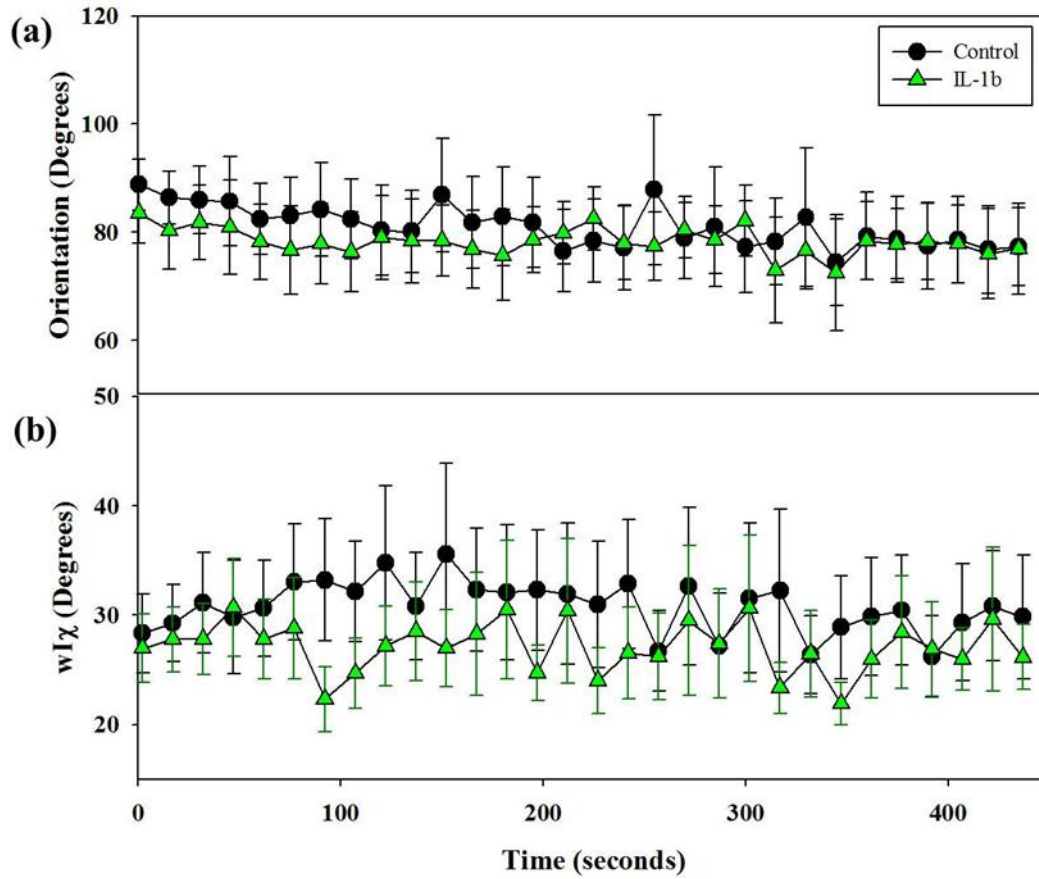 (a)
120
100
80
60
Orientation (Degrees)
Control
IL-1b
50
(b)
40
30
20
wIχ (Degrees)
0 100 200 300 400
Time (seconds)